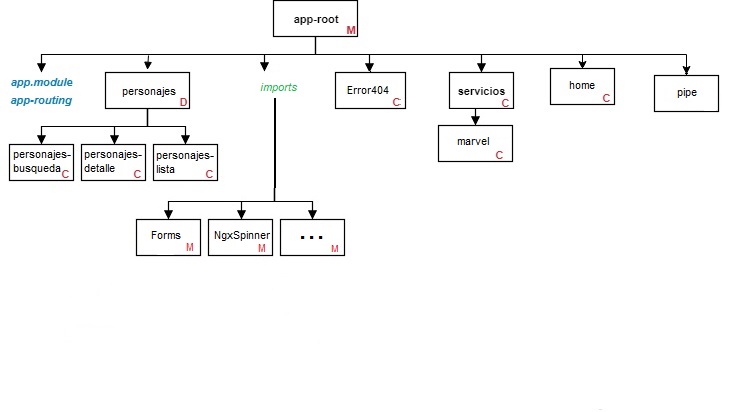 app-root
M
app.module
app-routing
personajes
D
imports
Error404
C
servicios
C
home
C
pipe
personajes-
busqueda C
personajes-
detalle C
personajes-
lista C
marvel
C
Forms
M
NgxSpinner
M
...
M